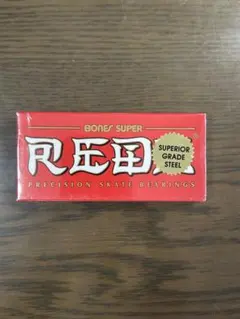 BONES SUPER
REDS
SUPERIOR
GRADE
STEEL
PRECISION SKATE BEARINGS